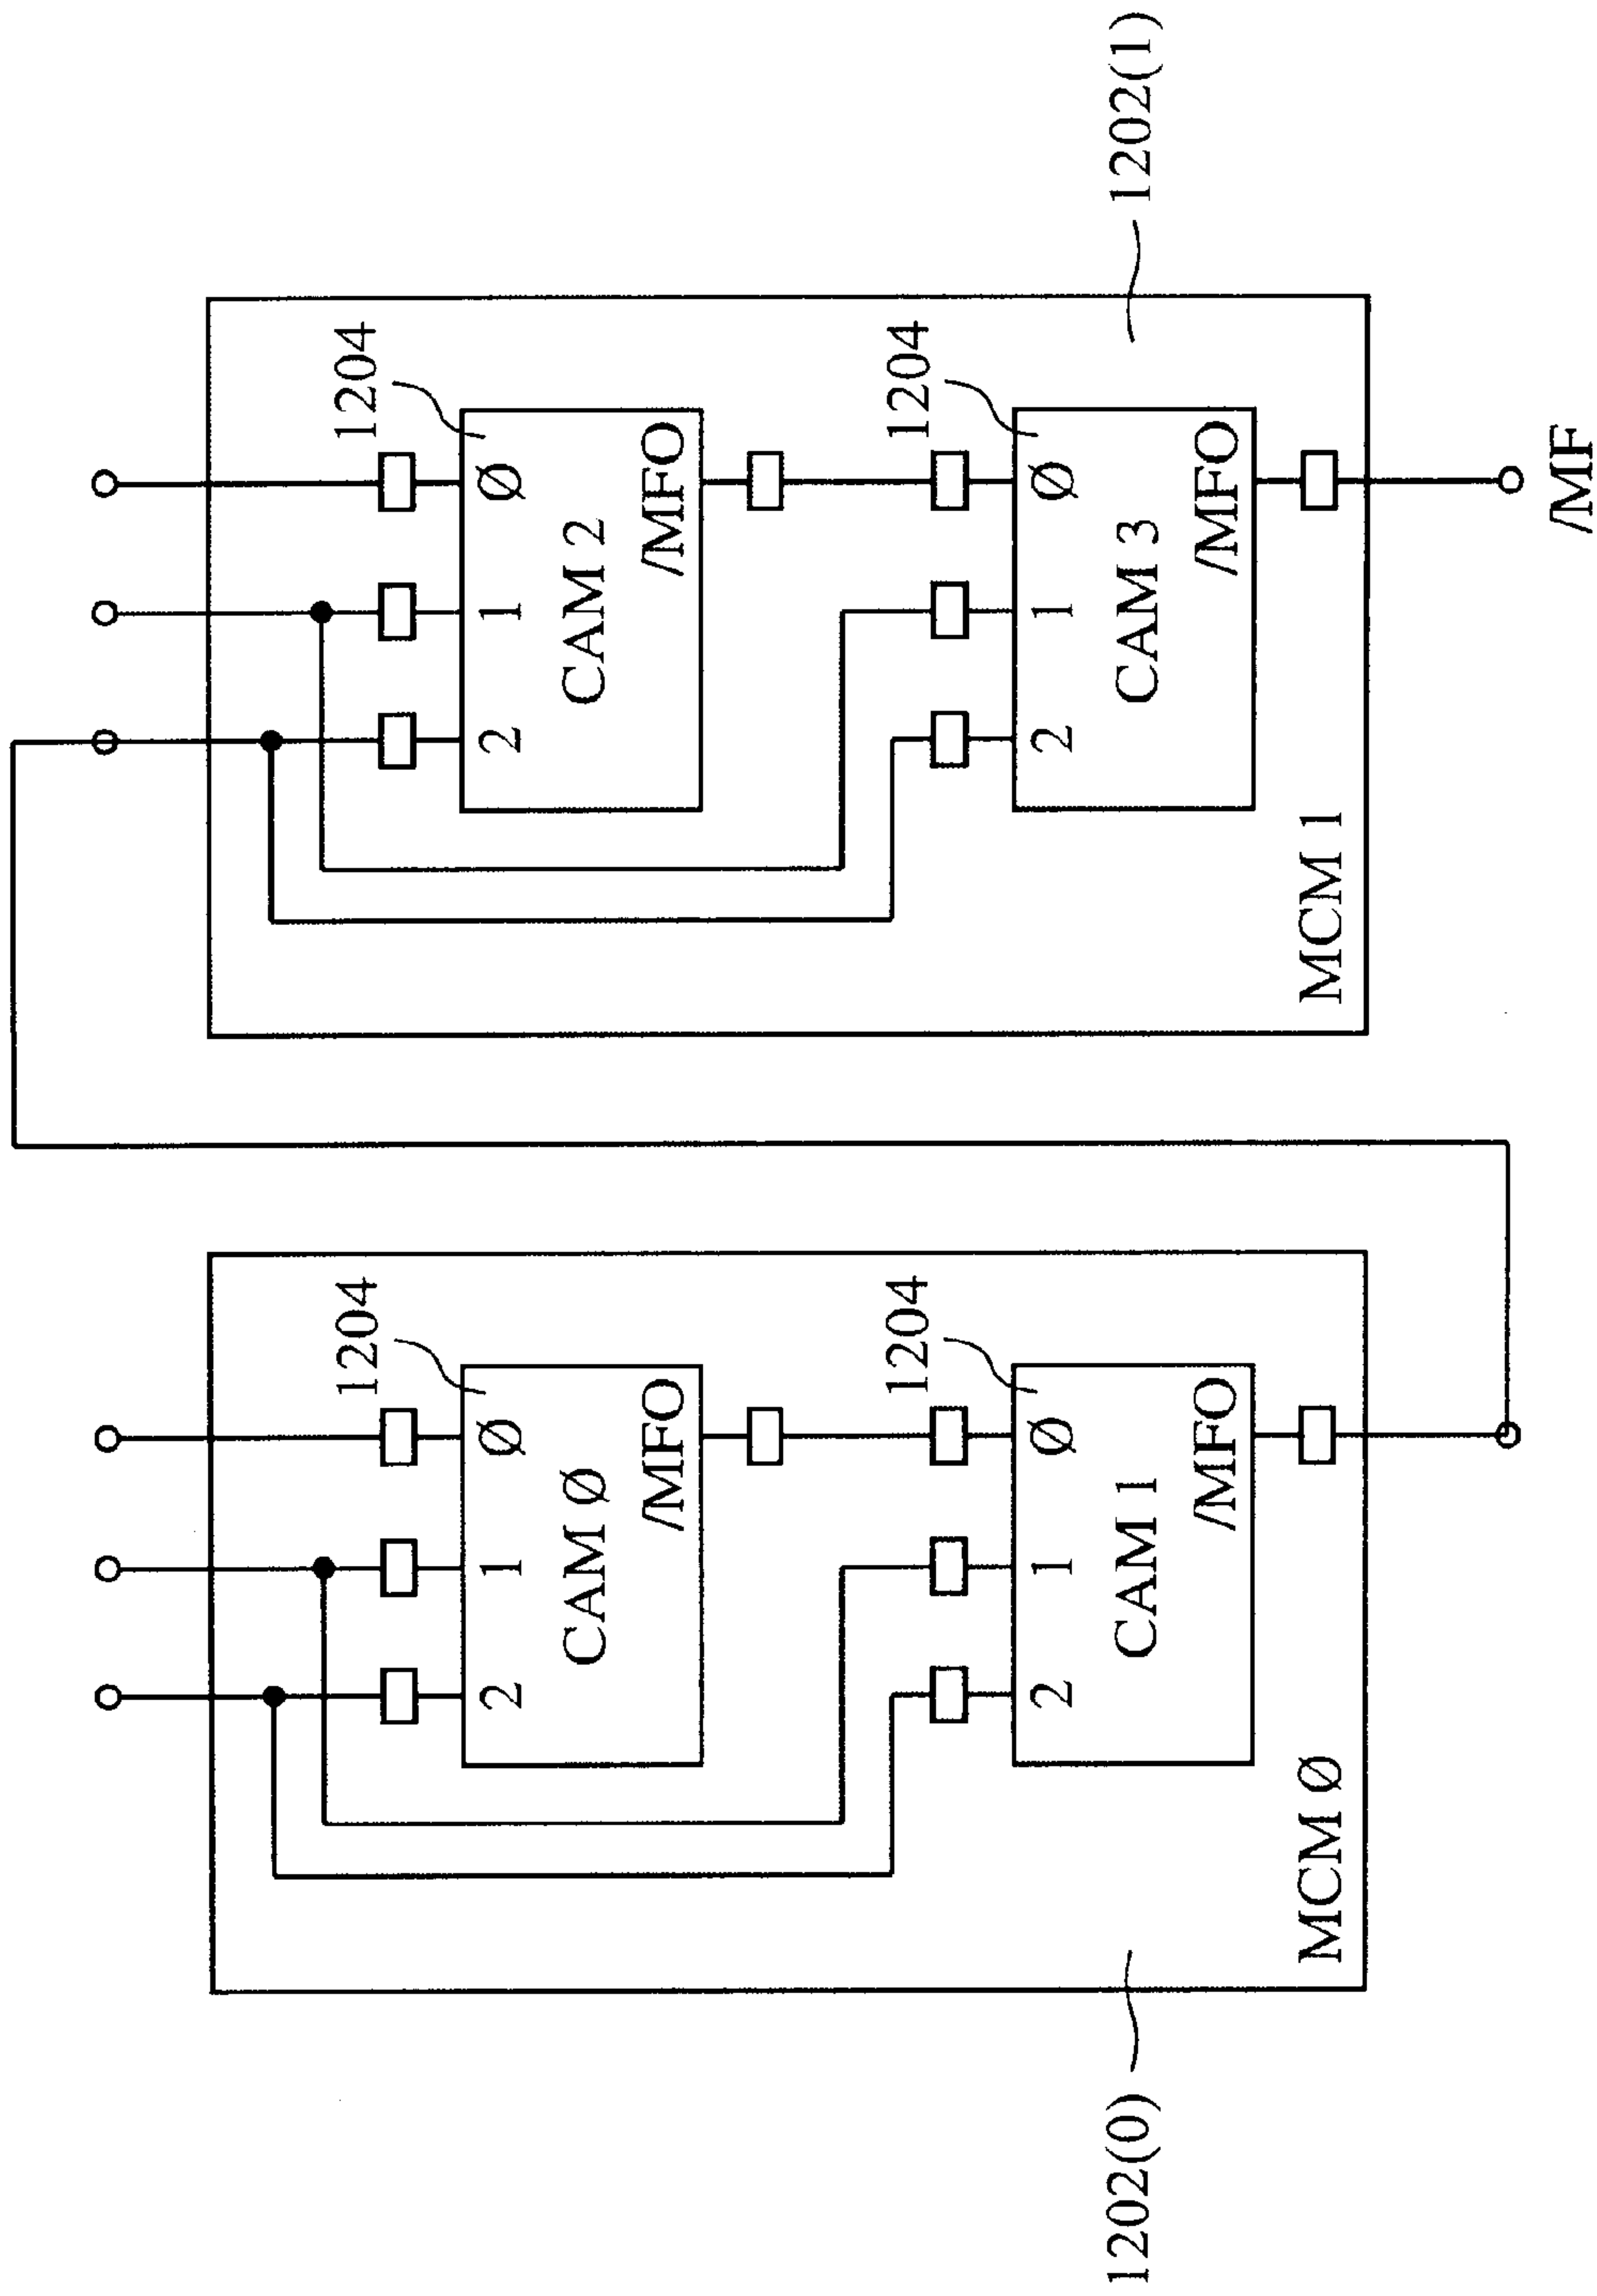 1204
Ø
1
2
CAM Ø
/MFO
1204
Ø
1
2
CAM 1
/MFO
MCM Ø
1202(0)
1204
Ø
1
2
CAM 2
/MFO
1204
Ø
1
2
CAM 3
/MFO
MCM 1
1202(1)
/MF